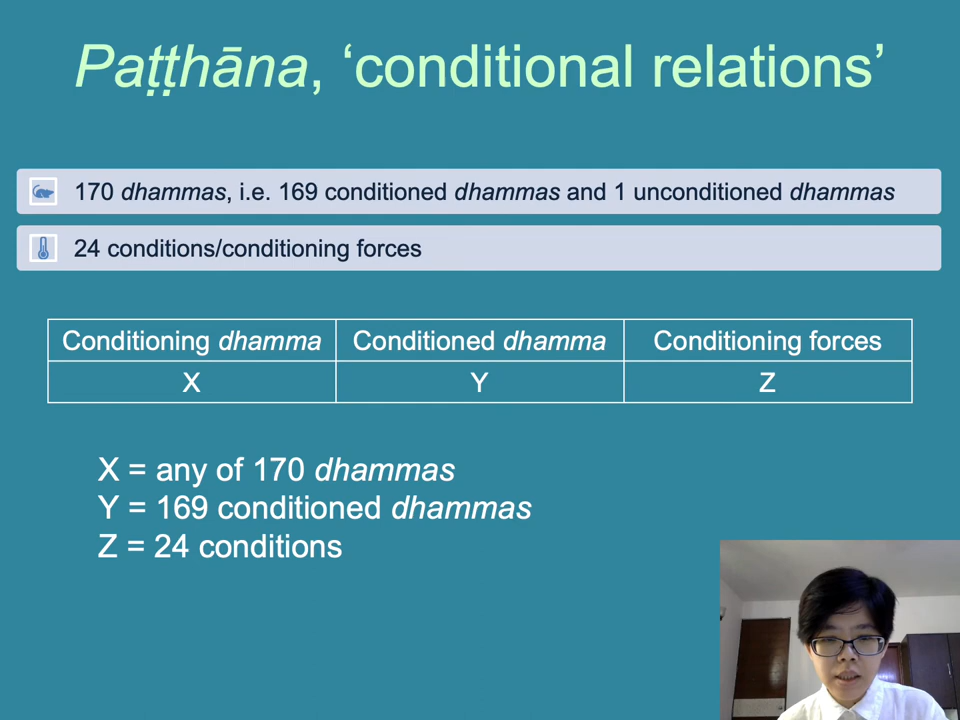 Paṭṭhāna, ‘conditional relations’
170 dhammas, i.e. 169 conditioned dhammas and 1 unconditioned dhammas
24 conditions/conditioning forces
Conditioning dhamma Conditioned dhamma Conditioning forces
X Y Z
X = any of 170 dhammas
Y = 169 conditioned dhammas
Z = 24 conditions